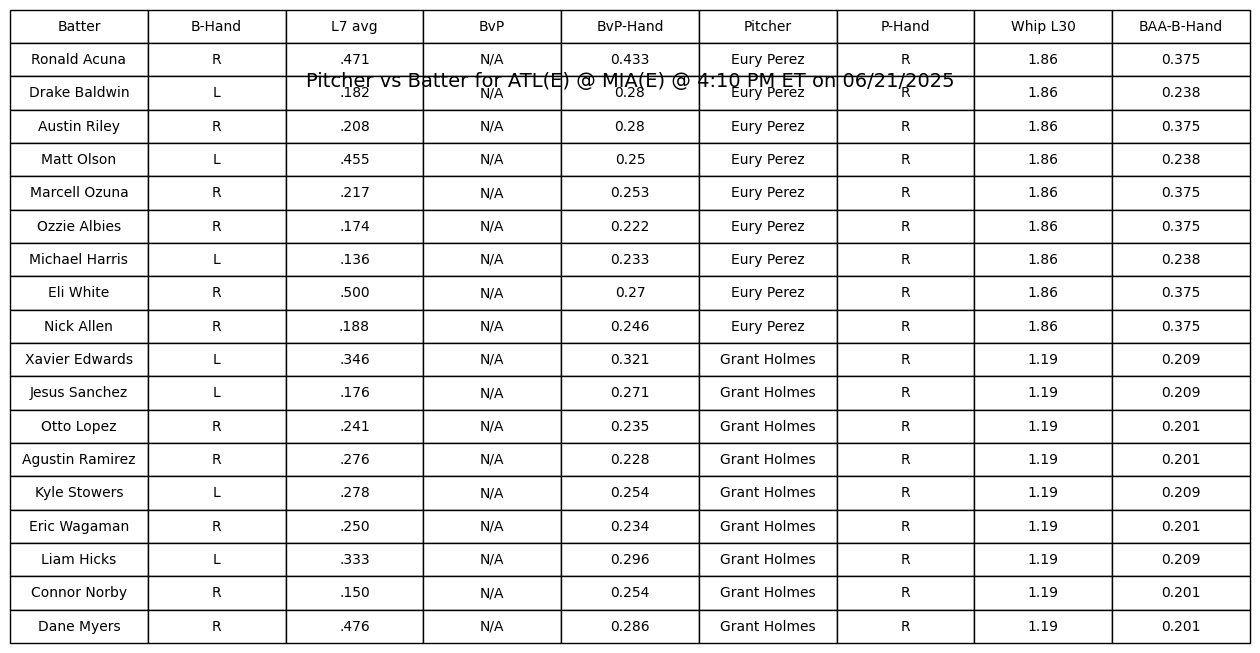 Batter B-Hand L7 avg BvP BvP-Hand Pitcher P-Hand Whip L30 BAA-B-Hand
Ronald Acuna R .471 N/A 0.433 Eury Perez R 1.86 0.375
Pitcher vs Batter for ATL(E) @ MIA(E) @ 4:10 PM ET on 06/21/2025
Drake Baldwin L .182 N/A 0.28 Eury Perez R 1.86 0.238
Austin Riley R .208 N/A 0.28 Eury Perez R 1.86 0.375
Matt Olson L .455 N/A 0.25 Eury Perez R 1.86 0.238
Marcell Ozuna R .217 N/A 0.253 Eury Perez R 1.86 0.375
Ozzie Albies R .174 N/A 0.222 Eury Perez R 1.86 0.375
Michael Harris L .136 N/A 0.233 Eury Perez R 1.86 0.238
Eli White R .500 N/A 0.27 Eury Perez R 1.86 0.375
Nick Allen R .188 N/A 0.246 Eury Perez R 1.86 0.375
Xavier Edwards L .346 N/A 0.321 Grant Holmes R 1.19 0.209
Jesus Sanchez L .176 N/A 0.271 Grant Holmes R 1.19 0.209
Otto Lopez R .241 N/A 0.235 Grant Holmes R 1.19 0.201
Agustin Ramirez R .276 N/A 0.228 Grant Holmes R 1.19 0.201
Kyle Stowers L .278 N/A 0.254 Grant Holmes R 1.19 0.209
Eric Wagaman R .250 N/A 0.234 Grant Holmes R 1.19 0.201
Liam Hicks L .333 N/A 0.296 Grant Holmes R 1.19 0.209
Connor Norby R .150 N/A 0.254 Grant Holmes R 1.19 0.201
Dane Myers R .476 N/A 0.286 Grant Holmes R 1.19 0.201